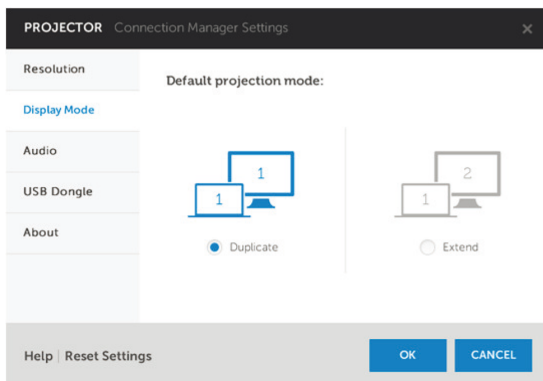 PROJECTOR Connection Manager Settings ×
Resolution
Display Mode
Audio
USB Dongle
About
Default projection mode:
1 1
1 2
Duplicate
Extend
Help | Reset Settings
OK
CANCEL